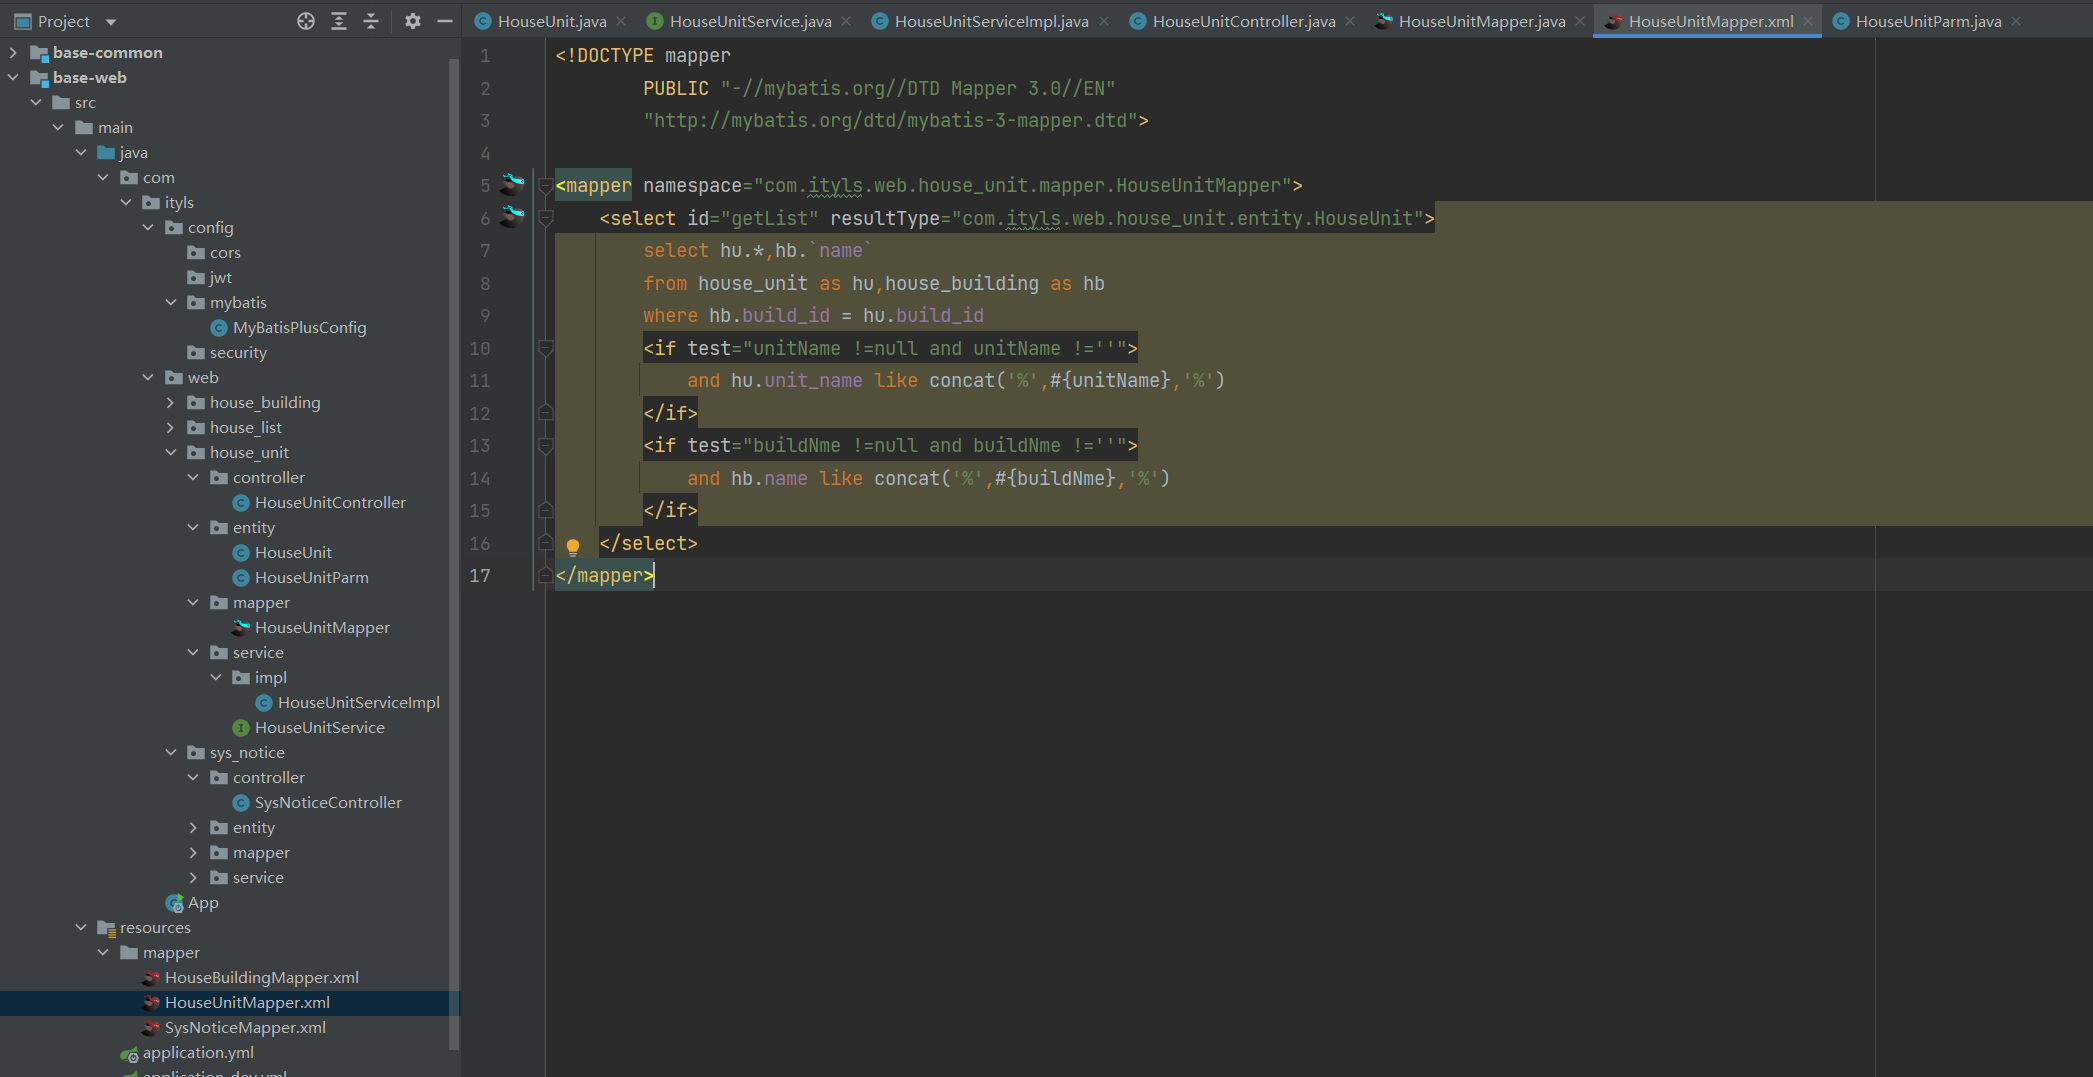 Project
HouseUnit.java
HouseUnitService.java
HouseUnitServiceImpl.java
HouseUnitController.java
HouseUnitMapper.java
HouseUnitMapper.xml
HouseUnitParm.java
base-common
base-web
src
main
java
com
ityls
config
cors
jwt
mybatis
MyBatisPlusConfig
security
web
house_building
house_list
house_unit
controller
HouseUnitController
entity
HouseUnit
HouseUnitParm
mapper
HouseUnitMapper
service
impl
HouseUnitServiceImpl
HouseUnitService
sys_notice
controller
SysNoticeController
entity
mapper
service
App
resources
mapper
HouseBuildingMapper.xml
HouseUnitMapper.xml
SysNoticeMapper.xml
application.yml
application-dev.yml
1 <!DOCTYPE mapper
2 PUBLIC "-//mybatis.org//DTD Mapper 3.0//EN"
3 "http://mybatis.org/dtd/mybatis-3-mapper.dtd">
4
5 <mapper namespace="com.ityls.web.house_unit.mapper.HouseUnitMapper">
6 <select id="getList" resultType="com.ityls.web.house_unit.entity.HouseUnit">
7 select hu.*,hb.`name`
8 from house_unit as hu,house_building as hb
9 where hb.build_id = hu.build_id
10 <if test="unitName !=null and unitName !=''">
11 and hu.unit_name like concat('%',#{unitName},'%')
12 </if>
13 <if test="buildNme !=null and buildNme !=''">
14 and hb.name like concat('%',#{buildNme},'%')
15 </if>
16 </select>
17 </mapper>